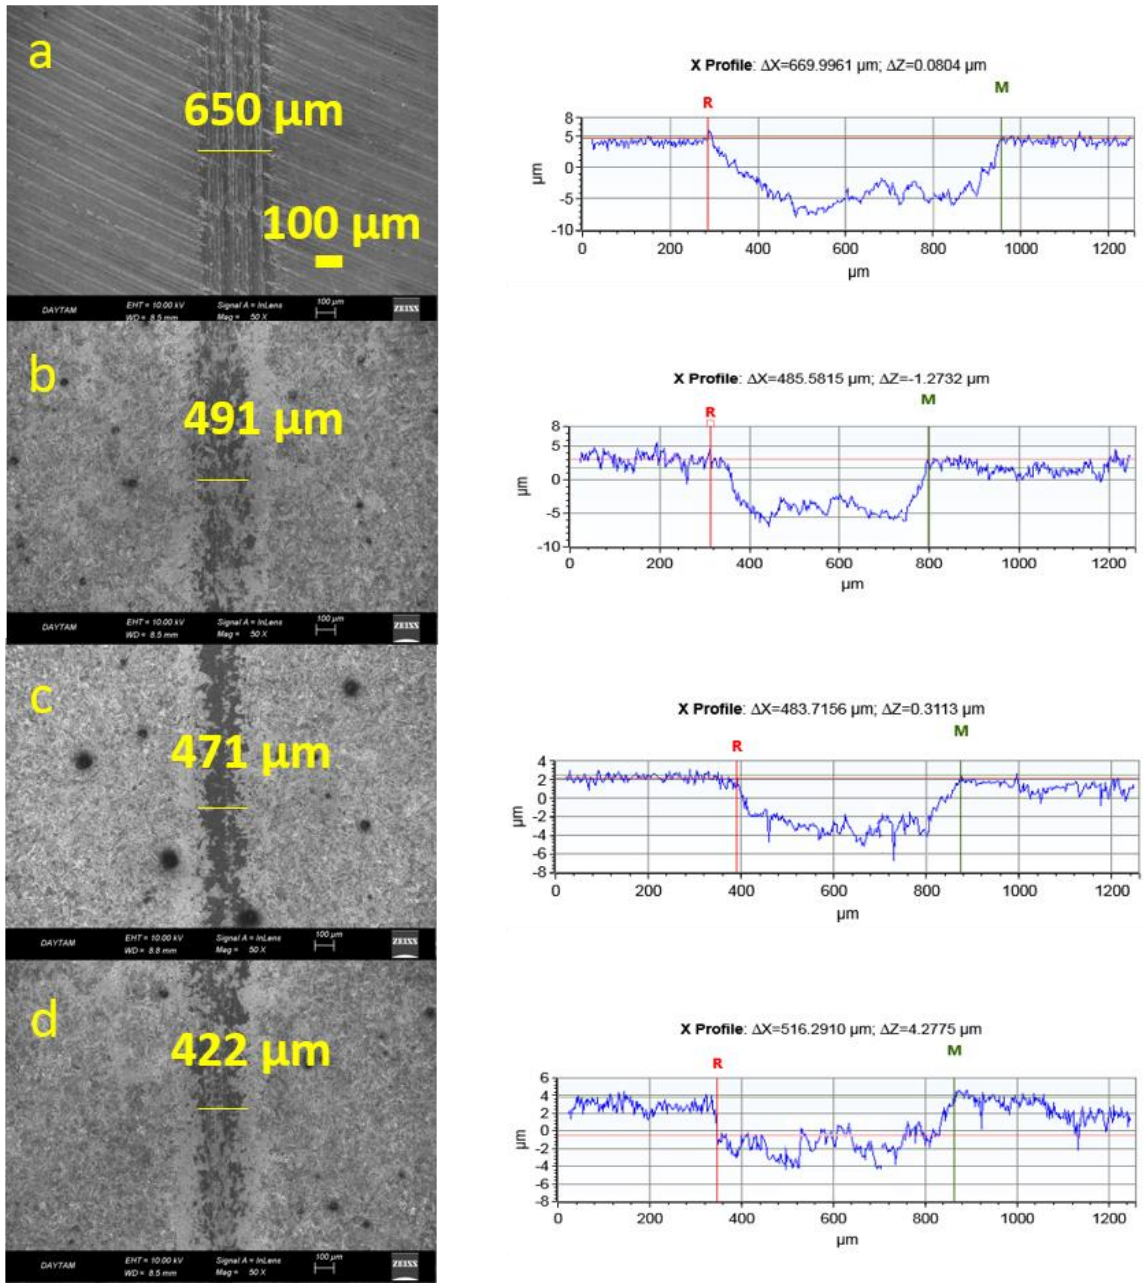 a
650 µm
100 µm
DAYTAM
EHT = 10.00 kV
WD = 8.5 mm
Signal A = InLens
Mag = 50 X
100 µm
ZEISS
X Profile: ΔX=669.9961 µm; ΔZ=0.0804 µm
R
M
8
5
0
-5
-10
µm
0 200 400 600 800 1000 1200
µm
b
491 µm
DAYTAM
EHT = 10.00 kV
WD = 8.5 mm
Signal A = InLens
Mag = 50 X
100 µm
ZEISS
X Profile: ΔX=485.5815 µm; ΔZ=-1.2732 µm
R
M
8
5
0
-5
-10
µm
0 200 400 600 800 1000 1200
µm
c
471 µm
DAYTAM
EHT = 10.00 kV
WD = 8.8 mm
Signal A = InLens
Mag = 50 X
100 µm
ZEISS
X Profile: ΔX=483.7156 µm; ΔZ=0.3113 µm
R
M
4
2
0
-2
-4
-6
-8
µm
0 200 400 600 800 1000 1200
µm
d
422 µm
DAYTAM
EHT = 10.00 kV
WD = 8.5 mm
Signal A = InLens
Mag = 50 X
100 µm
ZEISS
X Profile: ΔX=516.2910 µm; ΔZ=4.2775 µm
R
M
6
4
2
0
-2
-4
-6
-8
µm
0 200 400 600 800 1000 1200
µm